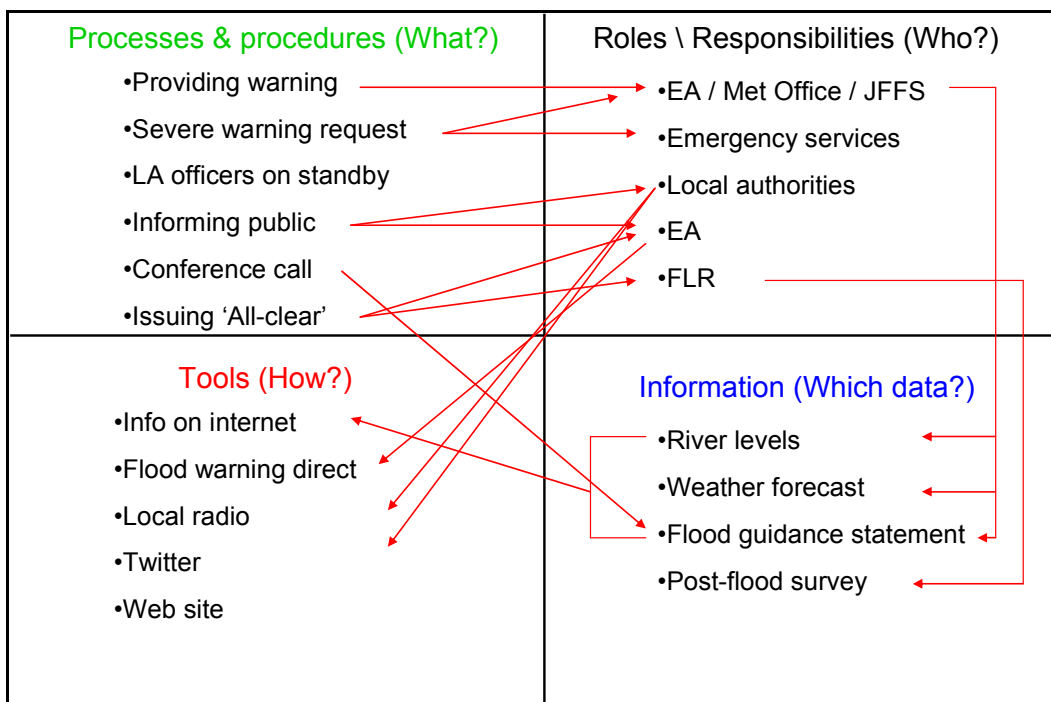 Processes & procedures (What?)
•Providing warning
•Severe warning request
•LA officers on standby
•Informing public
•Conference call
•Issuing ‘All-clear’
Roles \ Responsibilities (Who?)
•EA / Met Office / JFFS
•Emergency services
•Local authorities
•EA
•FLR
Tools (How?)
•Info on internet
•Flood warning direct
•Local radio
•Twitter
•Web site
Information (Which data?)
•River levels
•Weather forecast
•Flood guidance statement
•Post-flood survey